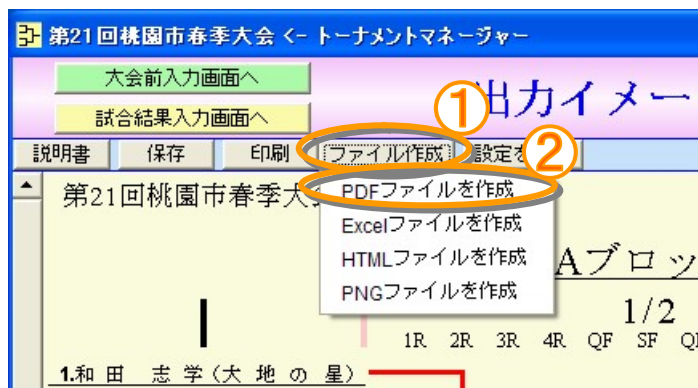 第21回桃園市春季大会 <- トーナメントマネージャー
大会前入力画面へ
試合結果入力画面へ
出力イメー
① ②
説明書 保存 印刷 ファイル作成 設定を
第21回桃園市春季大
PDFファイルを作成
Excelファイルを作成
HTMLファイルを作成
PNGファイルを作成
Aブロッ
1/2
1R 2R 3R 4R QF SF
1.和田 志学(大地の星)